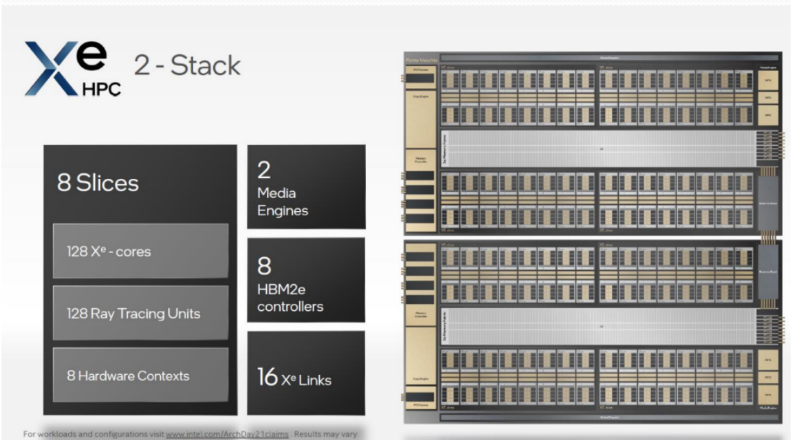 Xe
HPC
2 - Stack
8 Slices
128 Xe - cores
128 Ray Tracing Units
8 Hardware Contexts
2
Media
Engines
8
HBM2e
controllers
16 Xe Links
For workloads and configurations visit www.intel.com/ArchDay21claims. Results may vary